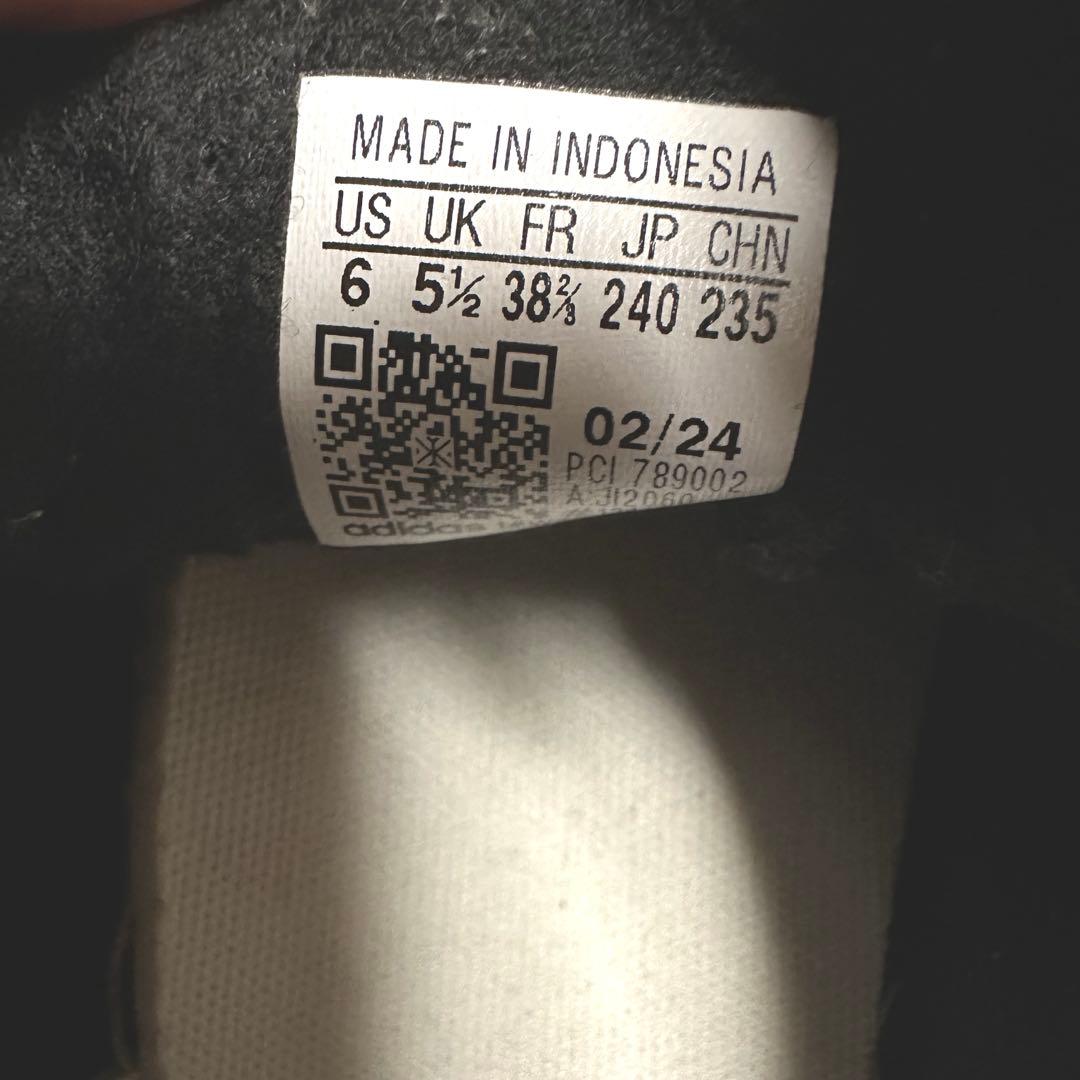 MADE IN INDONESIA
US UK FR JP CHN
6 5½ 38⅔ 240 235
02/24
PCI 789002
adidas